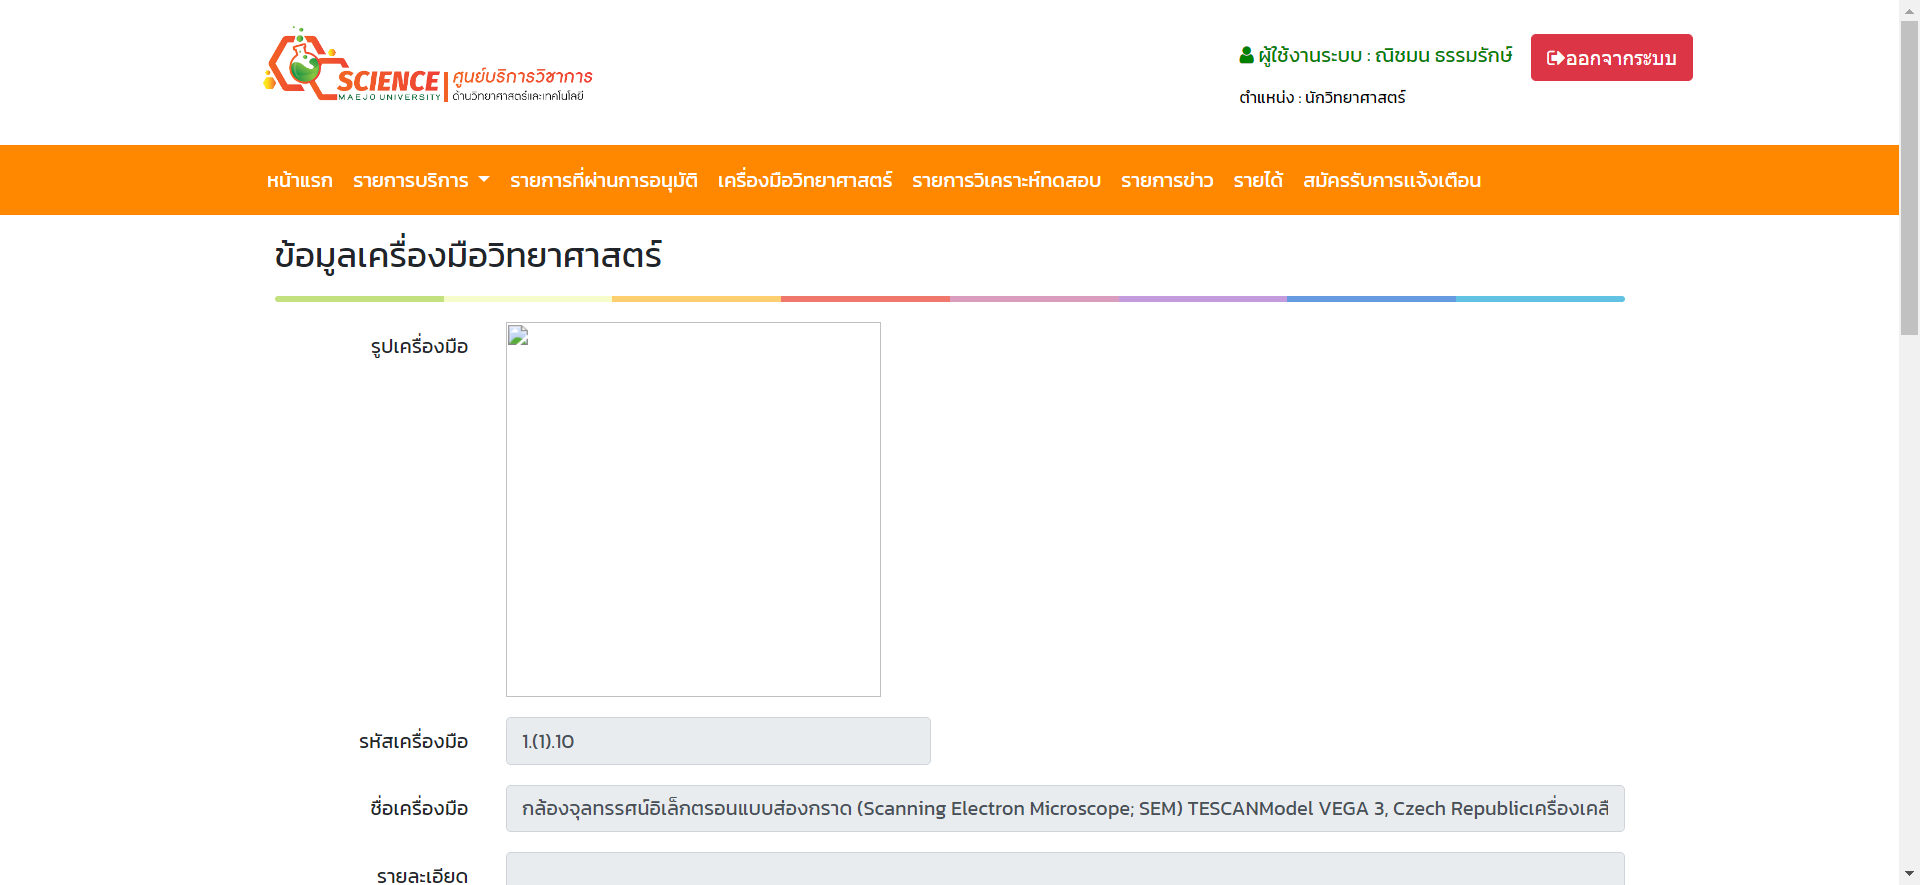 SCIENCE
MAEJO UNIVERSITY
ศูนย์บริการวิชาการ
ด้านวิทยาศาสตร์และเทคโนโลยี
ผู้ใช้งานระบบ : ณิชมน ธรรมรักษ์
ออกจากระบบ
ตำแหน่ง : นักวิทยาศาสตร์
หน้าแรก รายการบริการ รายการที่ผ่านการอนุมัติ เครื่องมือวิทยาศาสตร์ รายการวิเคราะห์ทดสอบ รายการข่าว รายได้ สมัครรับการแจ้งเตือน
ข้อมูลเครื่องมือวิทยาศาสตร์
รูปเครื่องมือ
รหัสเครื่องมือ 1.(1).10
ชื่อเครื่องมือ กล้องจุลทรรศน์อิเล็กตรอนแบบส่องกราด (Scanning Electron Microscope; SEM) TESCANModel VEGA 3, Czech Republicเครื่องเคลื
รายละเอียด